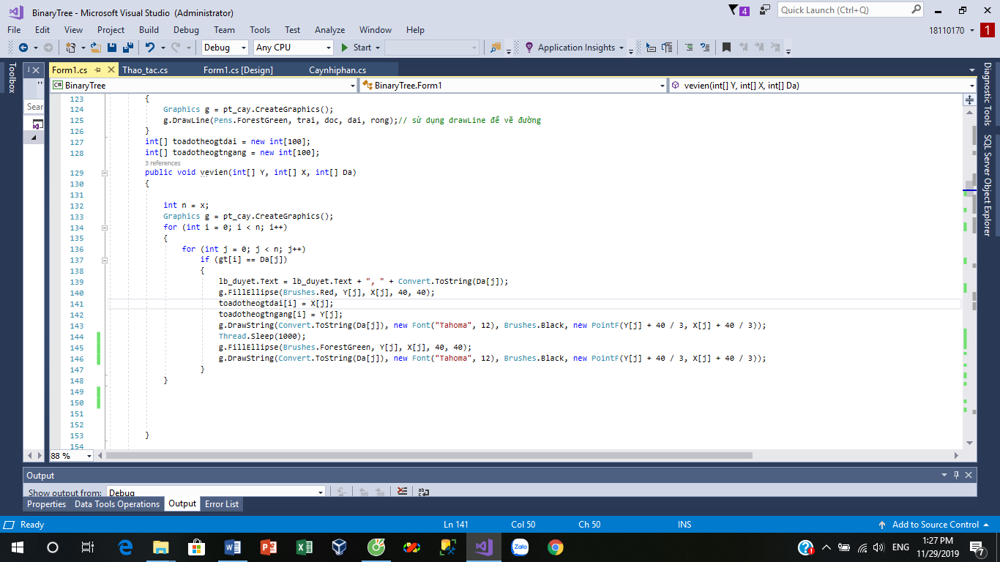 BinaryTree - Microsoft Visual Studio (Administrator)
4
Quick Launch (Ctrl+Q)
File Edit View Project Build Debug Team Tools Test Analyze Window Help
18110170
1
Debug Any CPU Start Application Insights
Toolbox
Sear
Form1.cs Thao_tac.cs Form1.cs [Design] Caynhiphan.cs
BinaryTree BinaryTree.Form1 vevien(int[] Y, int[] X, int[] Da)
123 {
124 Graphics g = pt_cay.CreateGraphics();
125 g.DrawLine(Pens.ForestGreen, trai, doc, dai, rong);// sử dụng drawLine để vẽ đường
126 }
127 int[] toadotheogtdai = new int[100];
128 int[] toadotheogtngang = new int[100];
3 references
129 public void vevien(int[] Y, int[] X, int[] Da)
130 {
131
132 int n = x;
133 Graphics g = pt_cay.CreateGraphics();
134 for (int i = 0; i < n; i++)
135 {
136 for (int j = 0; j < n; j++)
137 if (gt[i] == Da[j])
138 {
139 lb_duyet.Text = lb_duyet.Text + ", " + Convert.ToString(Da[j]);
140 g.FillEllipse(Brushes.Red, Y[j], X[j], 40, 40);
141 toadotheogtdai[i] = X[j];
142 toadotheogtngang[i] = Y[j];
143 g.DrawString(Convert.ToString(Da[j]), new Font("Tahoma", 12), Brushes.Black, new PointF(Y[j] + 40 / 3, X[j] + 40 / 3));
144 Thread.Sleep(1000);
145 g.FillEllipse(Brushes.ForestGreen, Y[j], X[j], 40, 40);
146 g.DrawString(Convert.ToString(Da[j]), new Font("Tahoma", 12), Brushes.Black, new PointF(Y[j] + 40 / 3, X[j] + 40 / 3));
147 }
148 }
149
150
151
152
153 }
154
88 %
Diagnostic Tools
SQL Server Object Explorer
Output
Show output from: Debug
Properties Data Tools Operations Output Error List
Ready Ln 141 Col 50 Ch 50 INS Add to Source Control
Zalo
ENG
1:27 PM
11/29/2019
7